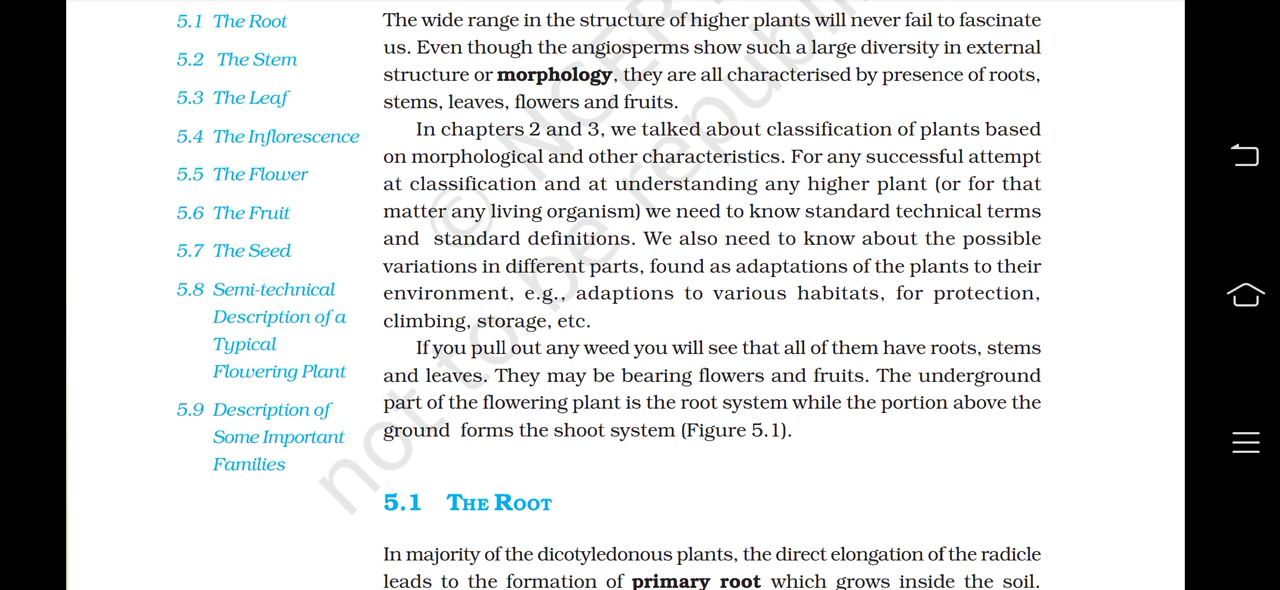 5.1 The Root
5.2 The Stem
5.3 The Leaf
5.4 The Inflorescence
5.5 The Flower
5.6 The Fruit
5.7 The Seed
5.8 Semi-technical
Description of a
Typical
Flowering Plant
5.9 Description of
Some Important
Families
The wide range in the structure of higher plants will never fail to fascinate
us. Even though the angiosperms show such a large diversity in external
structure or morphology, they are all characterised by presence of roots,
stems, leaves, flowers and fruits.
In chapters 2 and 3, we talked about classification of plants based
on morphological and other characteristics. For any successful attempt
at classification and at understanding any higher plant (or for that
matter any living organism) we need to know standard technical terms
and standard definitions. We also need to know about the possible
variations in different parts, found as adaptations of the plants to their
environment, e.g., adaptions to various habitats, for protection,
climbing, storage, etc.
If you pull out any weed you will see that all of them have roots, stems
and leaves. They may be bearing flowers and fruits. The underground
part of the flowering plant is the root system while the portion above the
ground forms the shoot system (Figure 5.1).
5.1 THE ROOT
In majority of the dicotyledonous plants, the direct elongation of the radicle
leads to the formation of primary root which grows inside the soil.
© NCER
not to be republi